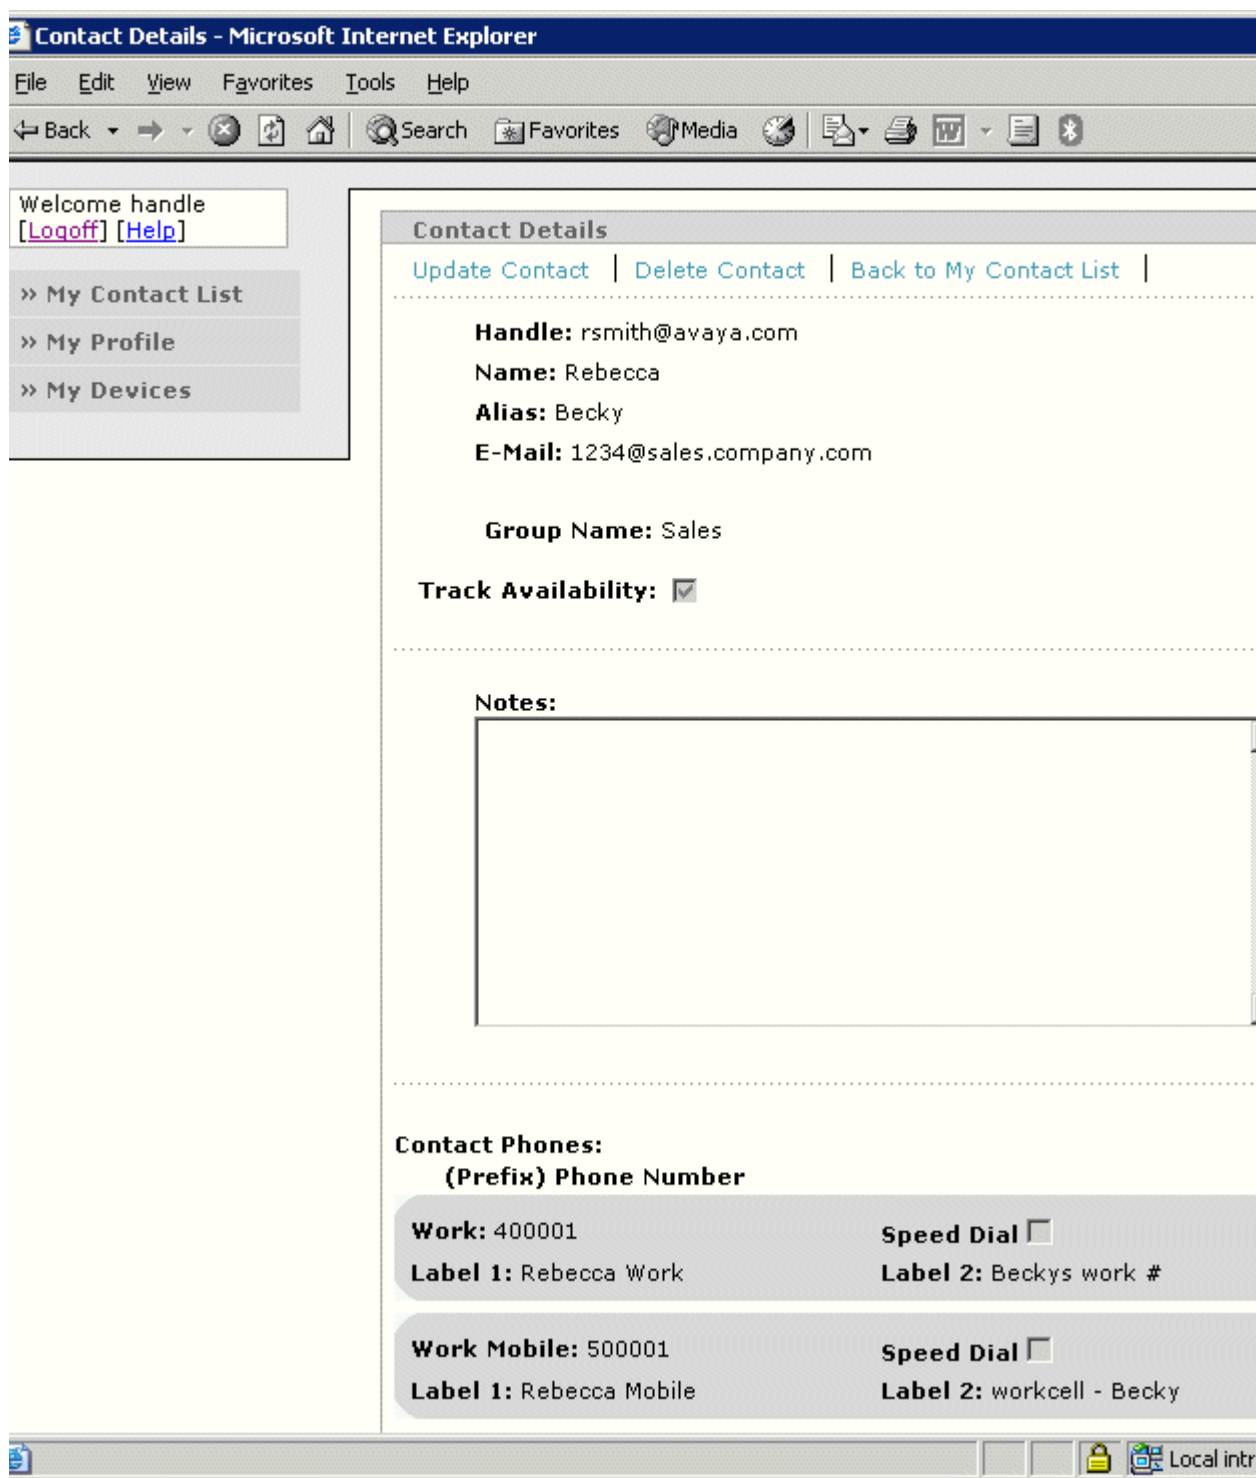 Contact Details - Microsoft Internet Explorer
File Edit View Favorites Tools Help
Back Search Favorites Media
Welcome handle
[Logoff] [Help]
» My Contact List
» My Profile
» My Devices
Contact Details
Update Contact | Delete Contact | Back to My Contact List |
Handle: rsmith@avaya.com
Name: Rebecca
Alias: Becky
E-Mail: 1234@sales.company.com
Group Name: Sales
Track Availability:
Notes:
Contact Phones:
(Prefix) Phone Number
Work: 400001 Speed Dial
Label 1: Rebecca Work Label 2: Beckys work #
Work Mobile: 500001 Speed Dial
Label 1: Rebecca Mobile Label 2: workcell - Becky
Local intr